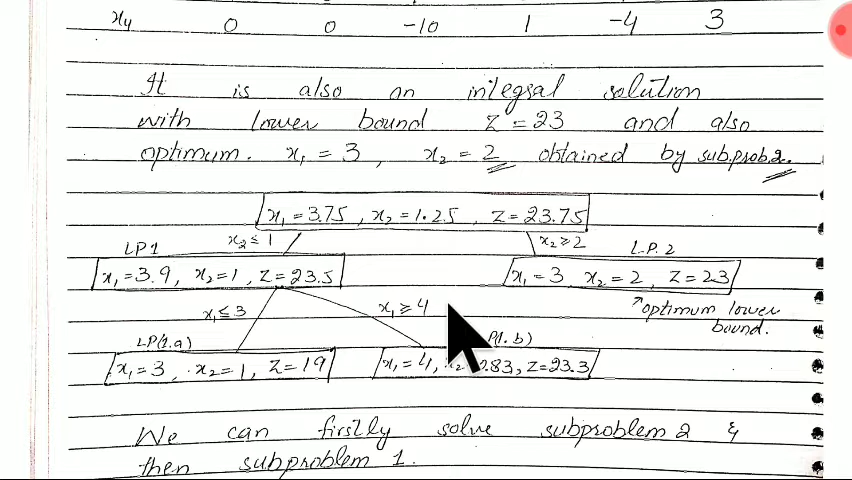 x4 0 0 -10 1 -4 3
It is also an integral solution
with lower bound Z = 23 and also
optimum. x1 = 3, x2 = 2 obtained by subprob.2.
x1 = 3.75, x2 = 1.25, Z = 23.75
LP1 x2 ≤ 1 x2 ≥ 2 L.P. 2
x1 = 3.9, x2 = 1, Z = 23.5 x1 = 3 x2 = 2, Z = 23
x1 ≤ 3 x1 ≥ 4 optimum lower
bound.
LP(1.a) P(1.b)
x1 = 3, x2 = 1, Z = 19 x1 = 4, x2 .83, Z = 23.3
We can firstly solve subproblem 2 &
then subproblem 1.